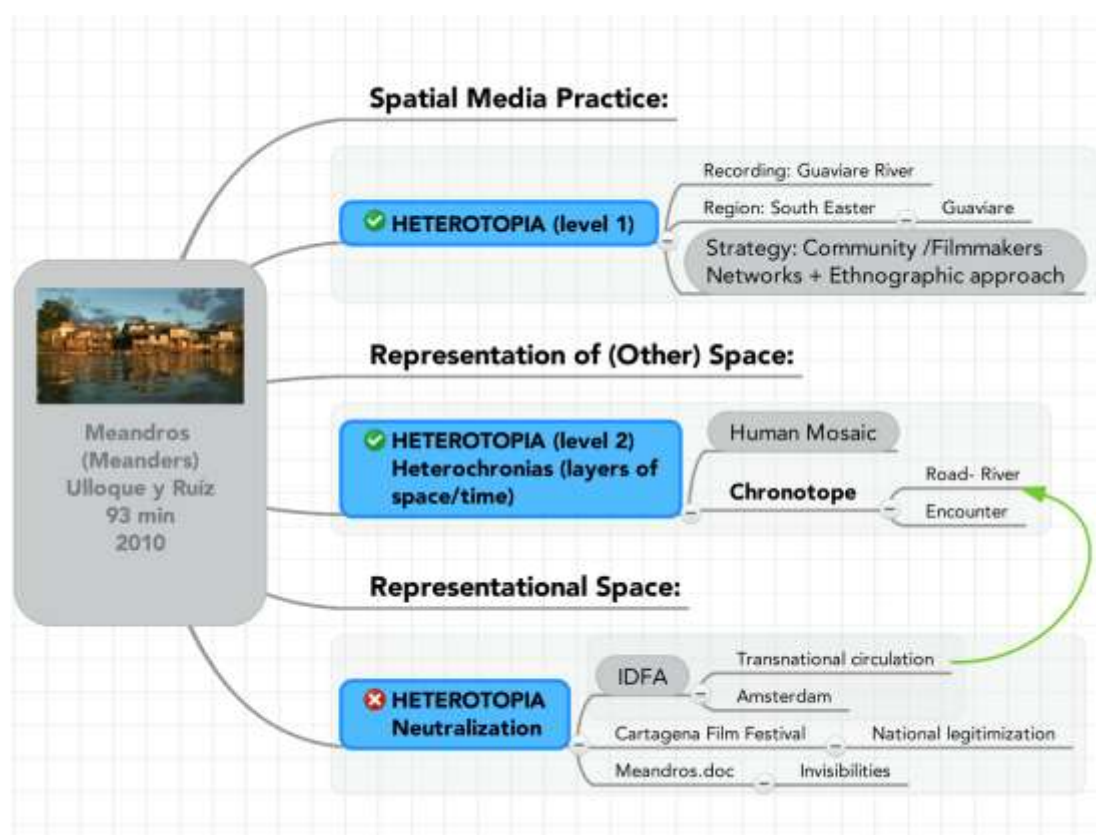 Spatial Media Practice:
Recording: Guaviare River
HETEROTOPIA (level 1)
Region: South Easter
Guaviare
Strategy: Community /Filmmakers
Networks + Ethnographic approach
Representation of (Other) Space:
Meandros
(Meanders)
Ulloque y Ruíz
93 min
2010
HETEROTOPIA (level 2)
Heterochronias (layers of
space/time)
Human Mosaic
Chronotope
Road- River
Encounter
Representational Space:
HETEROTOPIA
Neutralization
IDFA
Transnational circulation
Amsterdam
Cartagena Film Festival
National legitimization
Meandros.doc
Invisibilities